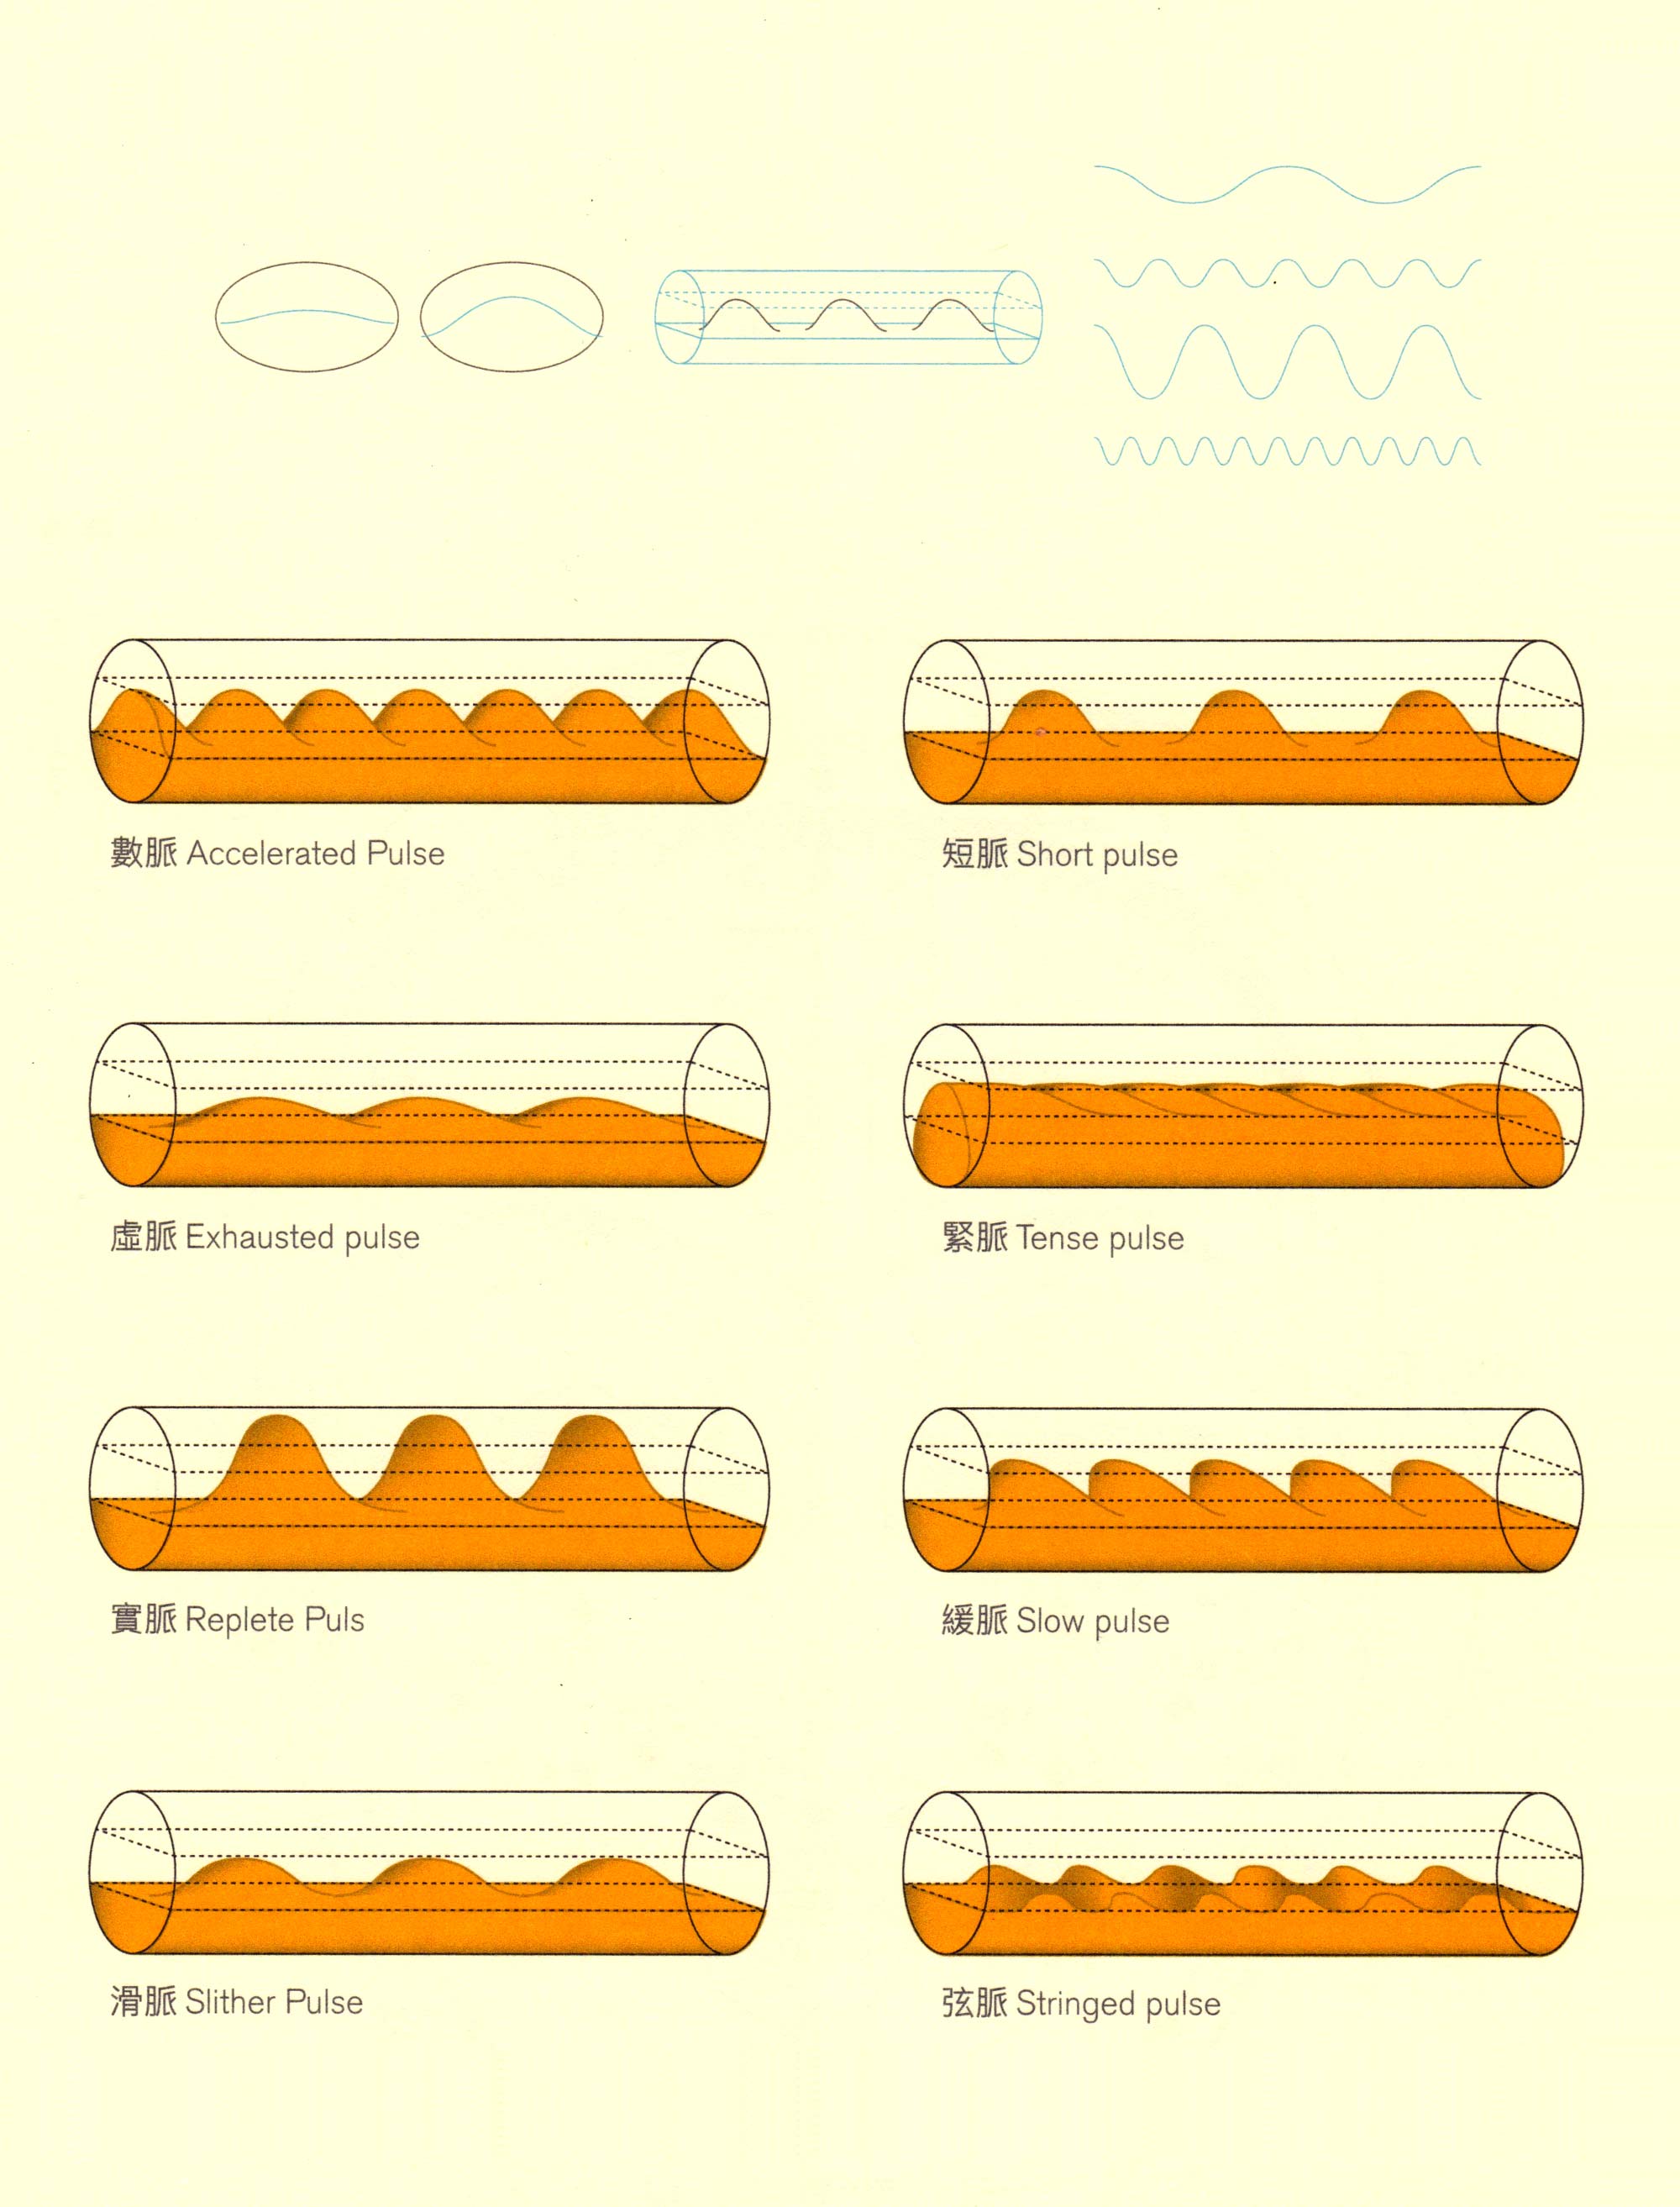 數脈 Accelerated Pulse
短脈 Short pulse
虛脈 Exhausted pulse
緊脈 Tense pulse
實脈 Replete Puls
緩脈 Slow pulse
滑脈 Slither Pulse
弦脈 Stringed pulse